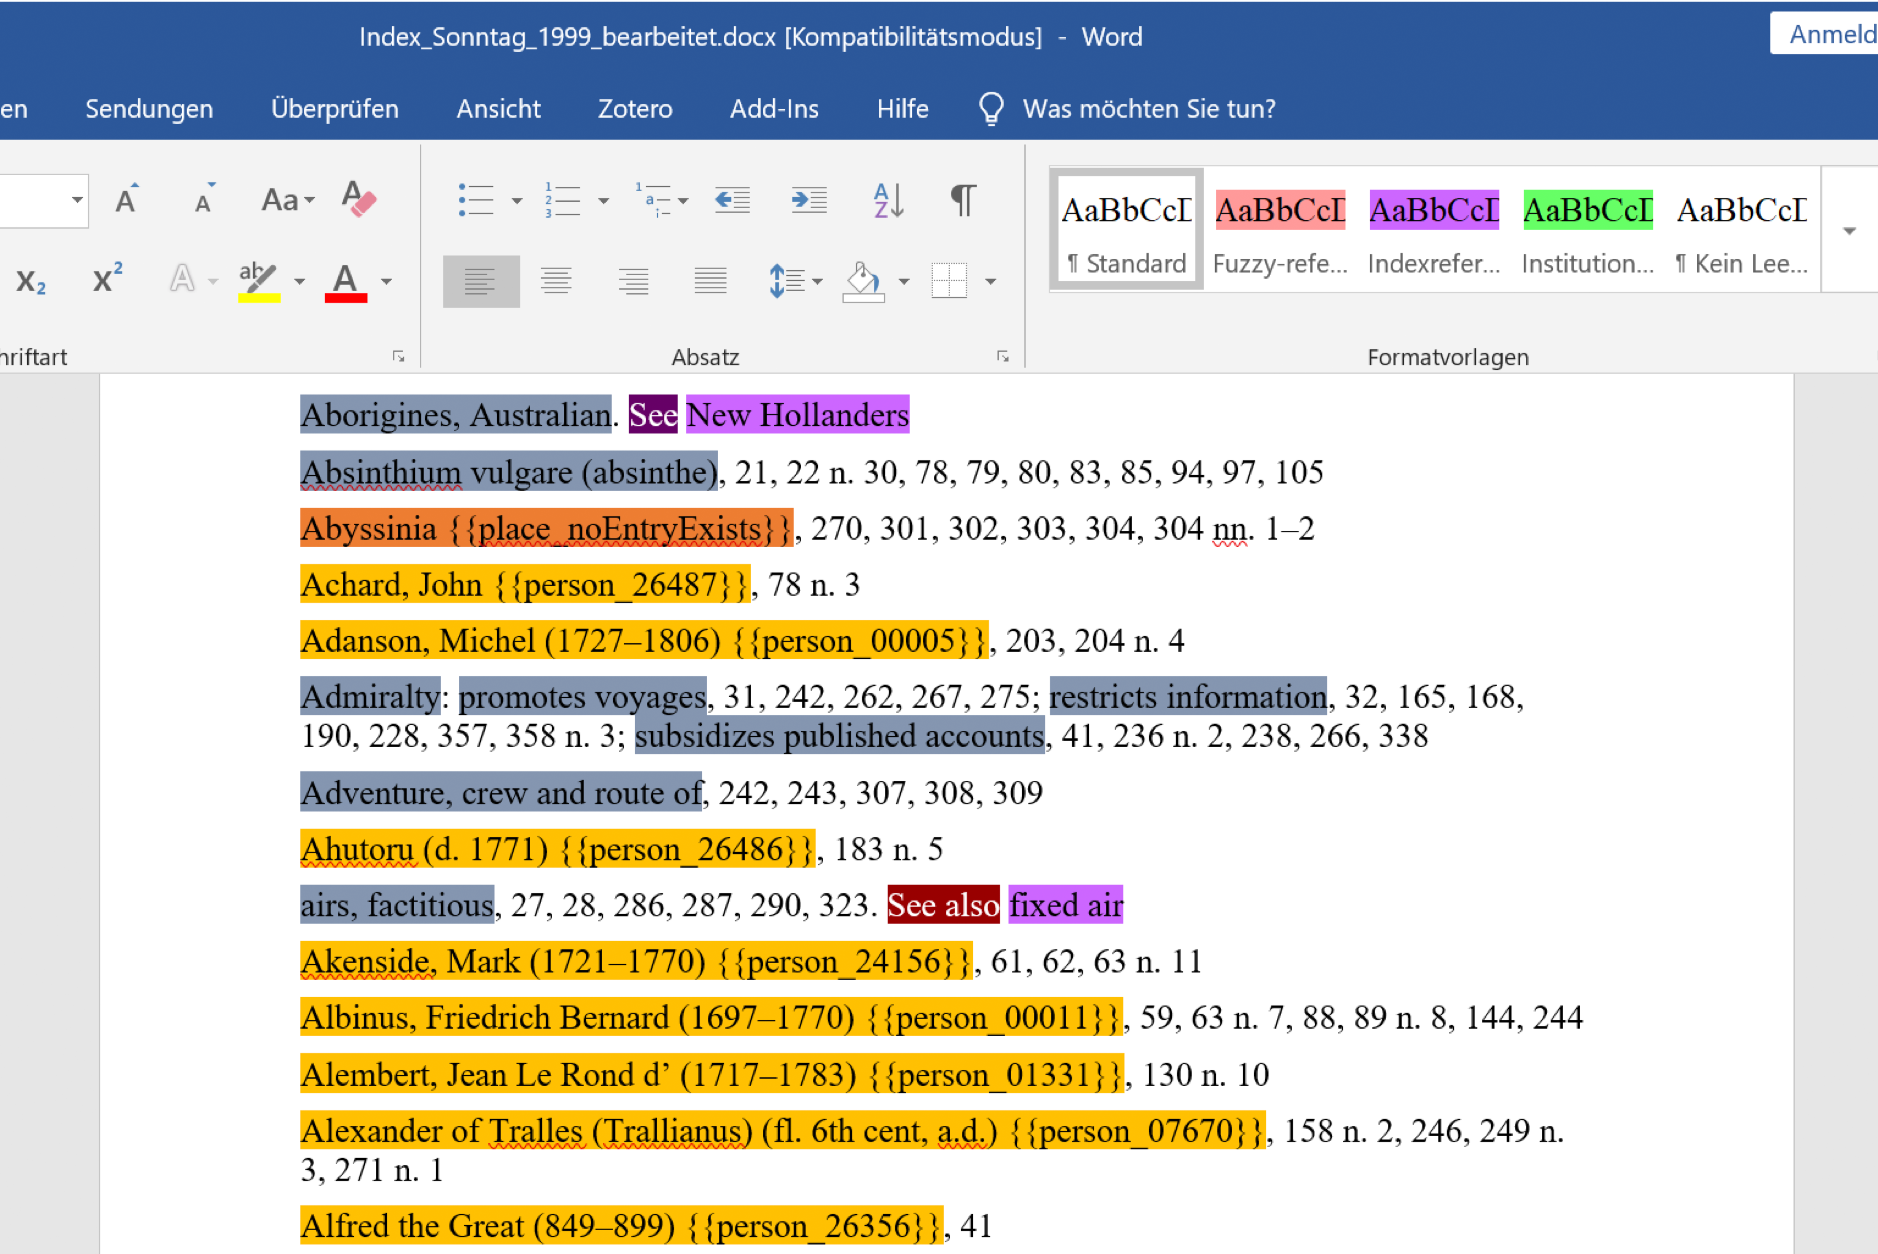 Index_Sonntag_1999_bearbeitet.docx [Kompatibilitätsmodus] - Word
Anmeld
en Sendungen Überprüfen Ansicht Zotero Add-Ins Hilfe Was möchten Sie tun?
Aa
AaBbCcD AaBbCcD AaBbCcD AaBbCcD AaBbCcD
¶ Standard Fuzzy-refe... Indexrefer... Institution... ¶ Kein Lee...
hriftart Absatz Formatvorlagen
Aborigines, Australian. See New Hollanders
Absinthium vulgare (absinthe), 21, 22 n. 30, 78, 79, 80, 83, 85, 94, 97, 105
Abyssinia {{place_noEntryExists}}, 270, 301, 302, 303, 304, 304 nn. 1–2
Achard, John {{person_26487}}, 78 n. 3
Adanson, Michel (1727–1806) {{person_00005}}, 203, 204 n. 4
Admiralty: promotes voyages, 31, 242, 262, 267, 275; restricts information, 32, 165, 168,
190, 228, 357, 358 n. 3; subsidizes published accounts, 41, 236 n. 2, 238, 266, 338
Adventure, crew and route of, 242, 243, 307, 308, 309
Ahutoru (d. 1771) {{person_26486}}, 183 n. 5
airs, factitious, 27, 28, 286, 287, 290, 323. See also fixed air
Akenside, Mark (1721–1770) {{person_24156}}, 61, 62, 63 n. 11
Albinus, Friedrich Bernard (1697–1770) {{person_00011}}, 59, 63 n. 7, 88, 89 n. 8, 144, 244
Alembert, Jean Le Rond d’ (1717–1783) {{person_01331}}, 130 n. 10
Alexander of Tralles (Trallianus) (fl. 6th cent, a.d.) {{person_07670}}, 158 n. 2, 246, 249 n.
3, 271 n. 1
Alfred the Great (849–899) {{person_26356}}, 41